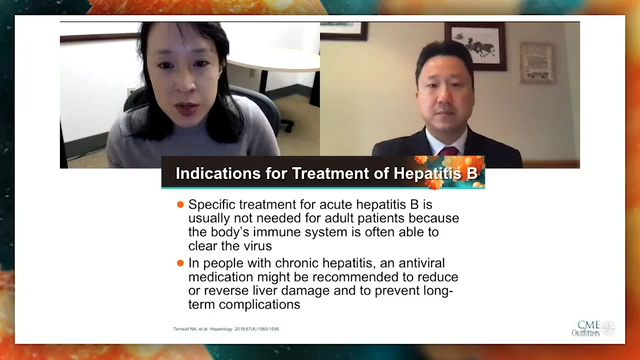 Indications for Treatment of Hepatitis B
Specific treatment for acute hepatitis B is
usually not needed for adult patients because
the body's immune system is often able to
clear the virus
In people with chronic hepatitis, an antiviral
medication might be recommended to reduce
or reverse liver damage and to prevent long-
term complications
Terrault NA, et al. Hepatology. 2018;67(4):1560-1599.
CME
Outfitters